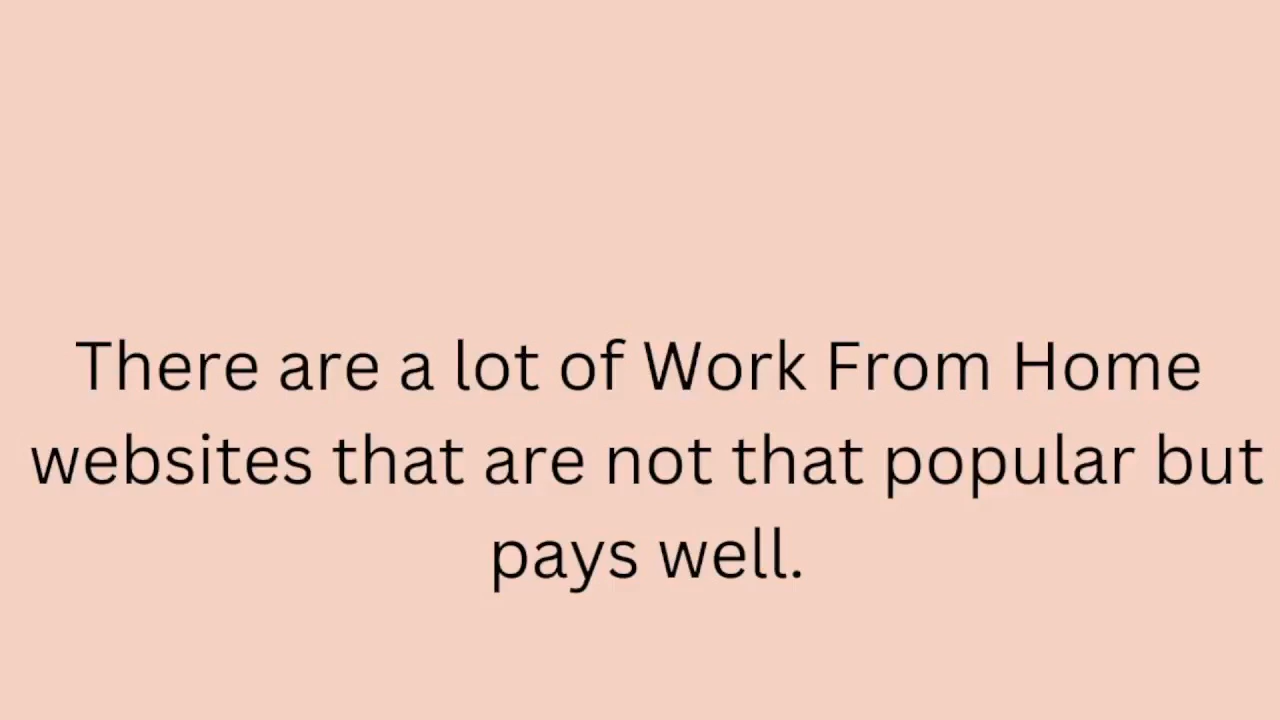 There are a lot of Work From Home
websites that are not that popular but
pays well.